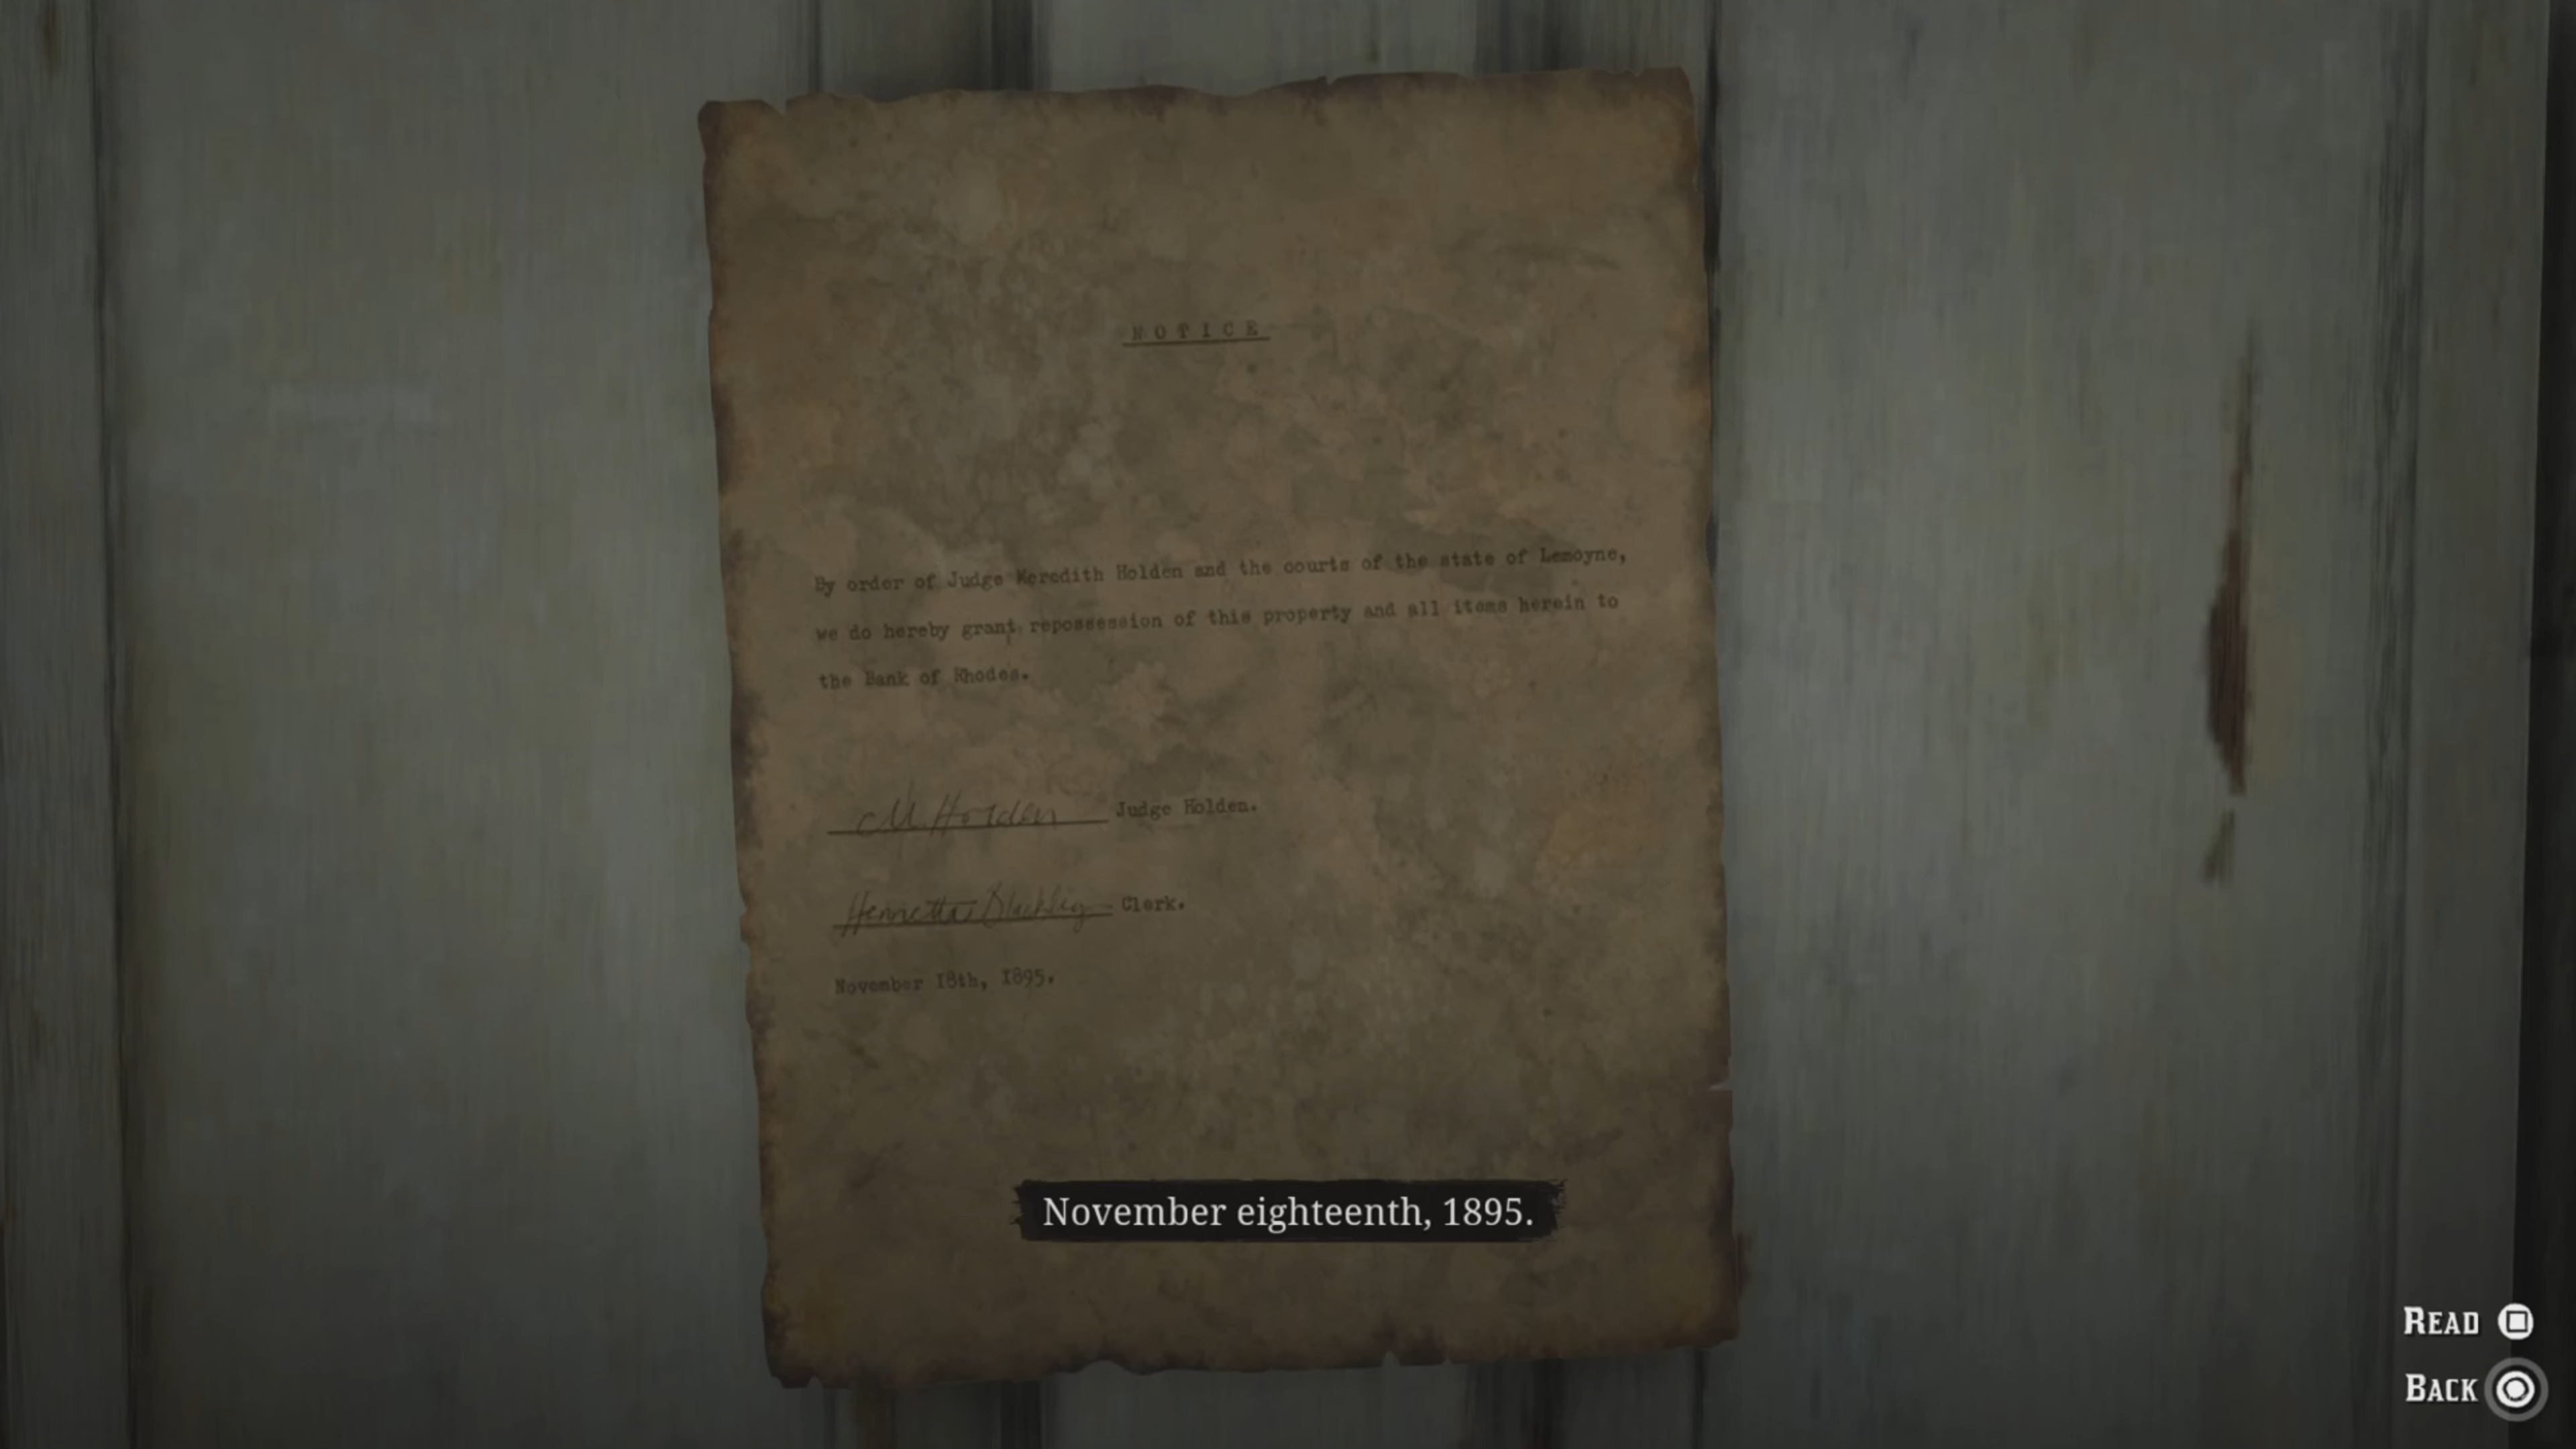 NOTICE
By order of Judge Meredith Holden and the courts of the state of Lemoyne,
we do hereby grant repossession of this property and all items herein to
the Bank of Rhodes.
M. Holden Judge Holden.
Henrietta Clerk.
November 18th, 1895.
November eighteenth, 1895.
READ
BACK